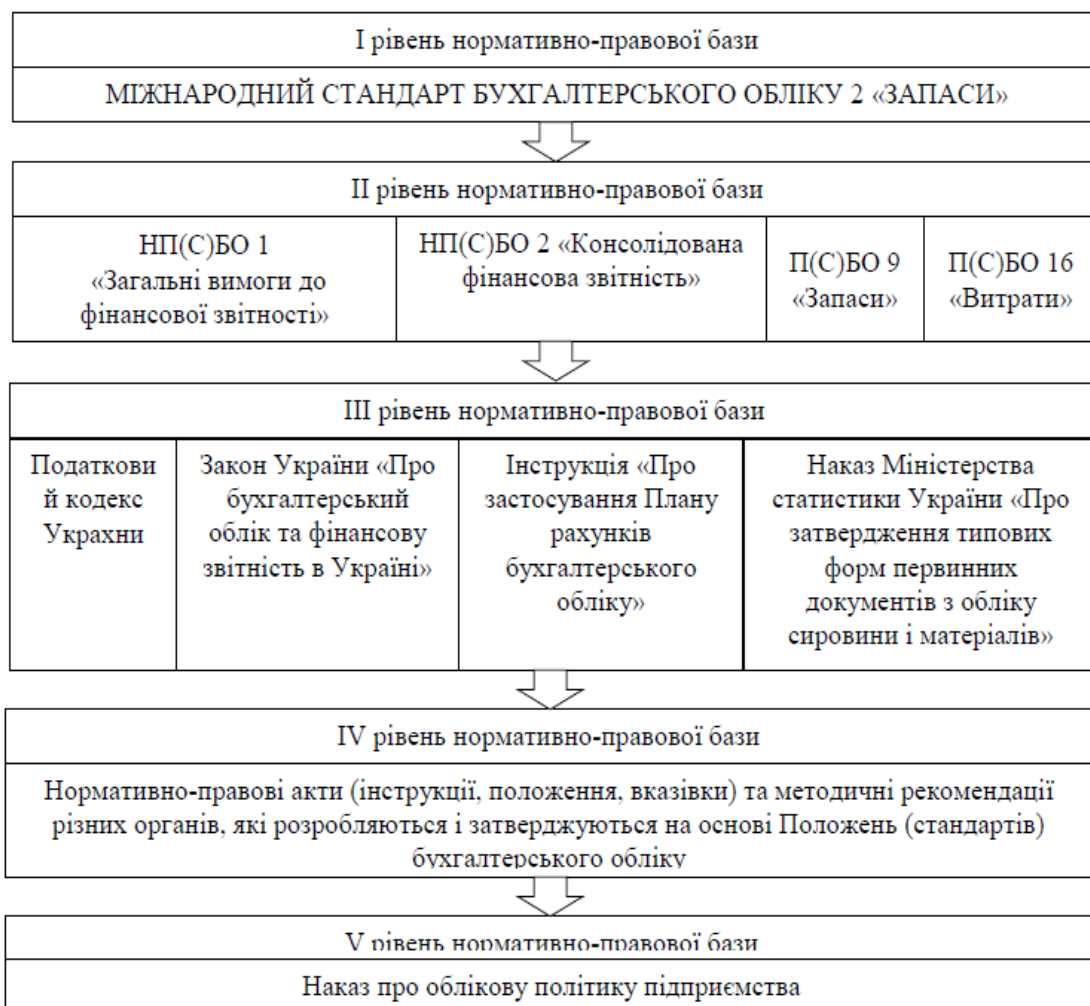 І рівень нормативно-правової бази
МІЖНАРОДНИЙ СТАНДАРТ БУХГАЛТЕРСЬКОГО ОБЛІКУ 2 «ЗАПАСИ»
ІІ рівень нормативно-правової бази
НП(С)БО 1
«Загальні вимоги до
фінансової звітності»
НП(С)БО 2 «Консолідована
фінансова звітність»
П(С)БО 9
«Запаси»
П(С)БО 16
«Витрати»
ІІІ рівень нормативно-правової бази
Податкови
й кодекс
Украхни
Закон України «Про
бухгалтерський
облік та фінансову
звітність в Україні»
Інструкція «Про
застосування Плану
рахунків
бухгалтерського
обліку»
Наказ Міністерства
статистики України «Про
затвердження типових
форм первинних
документів з обліку
сировини і матеріалів»
IV рівень нормативно-правової бази
Нормативно-правові акти (інструкції, положення, вказівки) та методичні рекомендації
різних органів, які розробляються і затверджуються на основі Положень (стандартів)
бухгалтерського обліку
V рівень нормативно-правової бази
Наказ про облікову політику підприємства